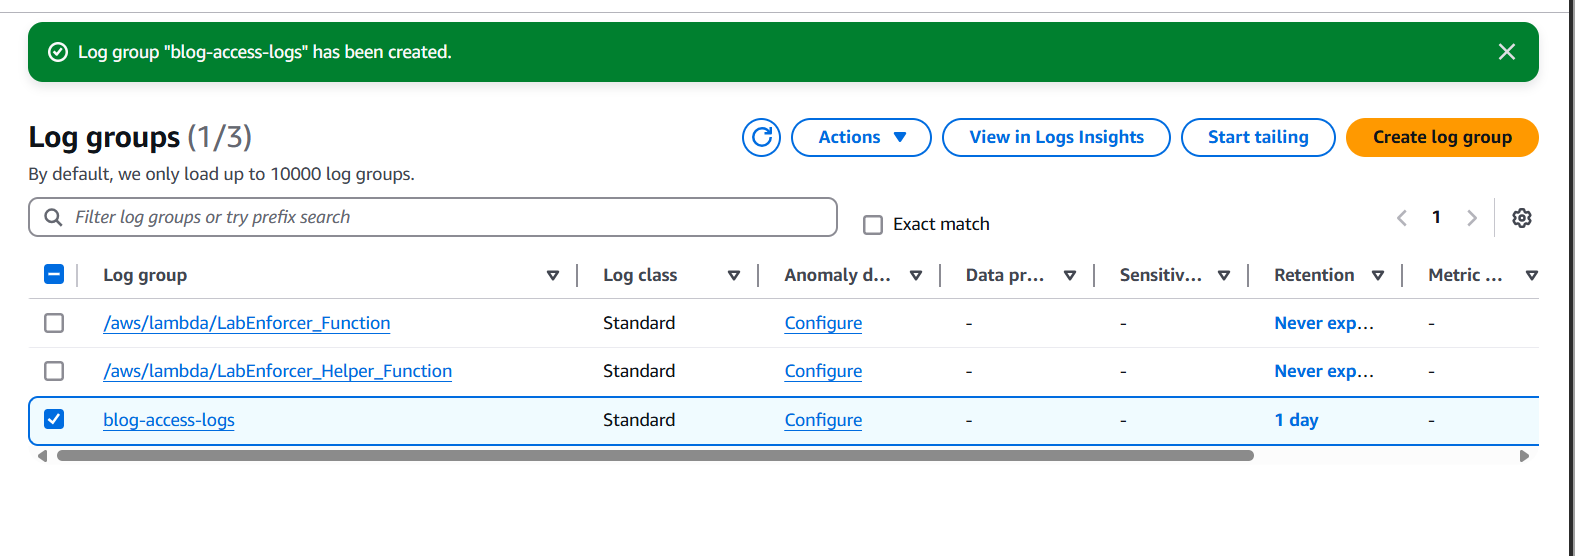 Log group "blog-access-logs" has been created.
Log groups (1/3)
Actions
View in Logs Insights
Start tailing
Create log group
By default, we only load up to 10000 log groups.
Filter log groups or try prefix search
Exact match
1
Log group Log class Anomaly d... Data pr... Sensitiv... Retention Metric ...
/aws/lambda/LabEnforcer_Function Standard Configure - - Never exp... -
/aws/lambda/LabEnforcer_Helper_Function Standard Configure - - Never exp... -
blog-access-logs Standard Configure - - 1 day -